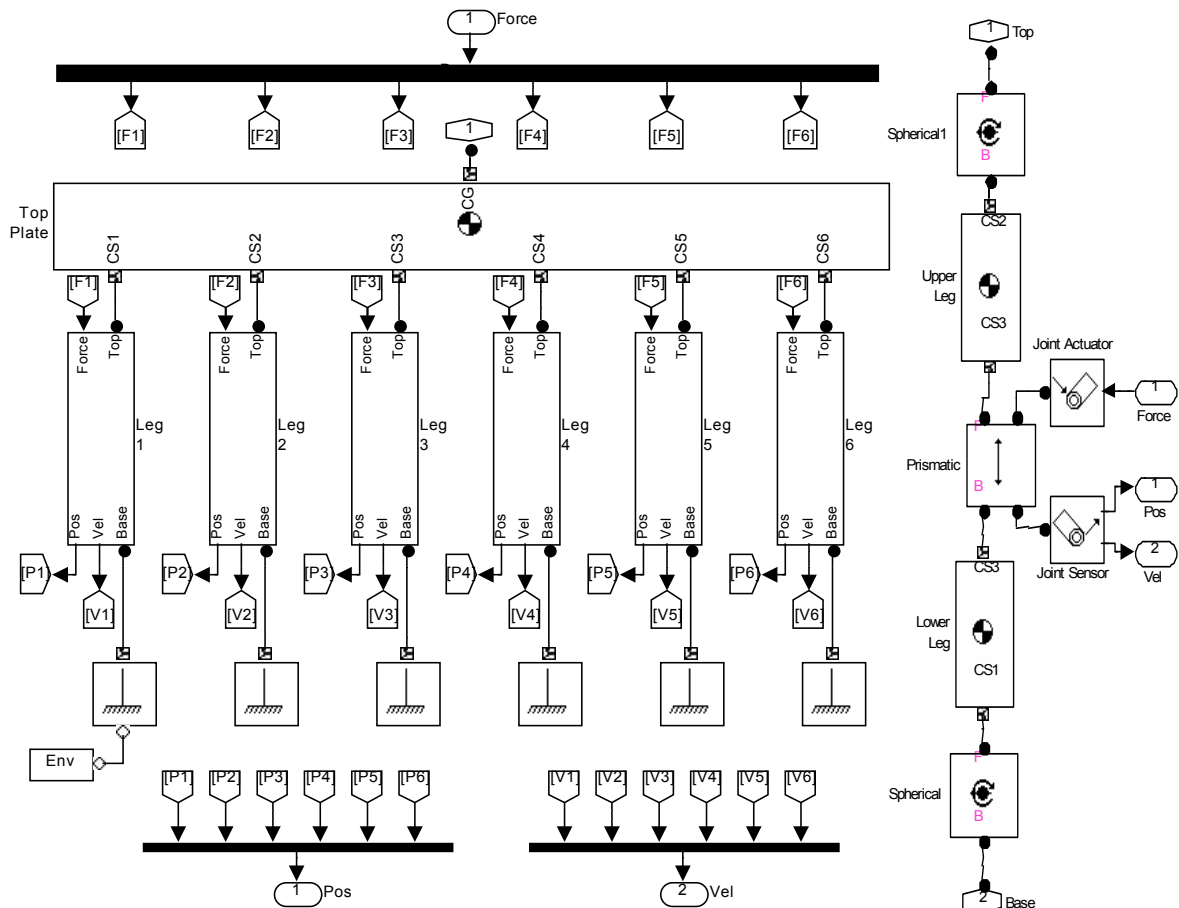 1 Force
[F1] [F2] [F3] [F4] [F5] [F6]
1
Top
Plate
CG
CS1 CS2 CS3 CS4 CS5 CS6
[F1] [F2] [F3] [F4] [F5] [F6]
Force Top Force Top Force Top Force Top Force Top Force Top
Leg
1
Leg
2
Leg
3
Leg
4
Leg
5
Leg
6
Pos Vel Base Pos Vel Base Pos Vel Base Pos Vel Base Pos Vel Base Pos Vel Base
[P1] [P2] [P3] [P4] [P5] [P6]
[V1] [V2] [V3] [V4] [V5] [V6]
Env
[P1] [P2] [P3] [P4] [P5] [P6]
[V1] [V2] [V3] [V4] [V5] [V6]
1 Pos
2 Vel
1 Top
F
Spherical1
B
CS2
Upper
Leg
CS3
Joint Actuator
1
Force
F
Prismatic
B
1
Pos
Joint Sensor
2
Vel
CS3
Lower
Leg
CS1
F
Spherical
B
2 Base